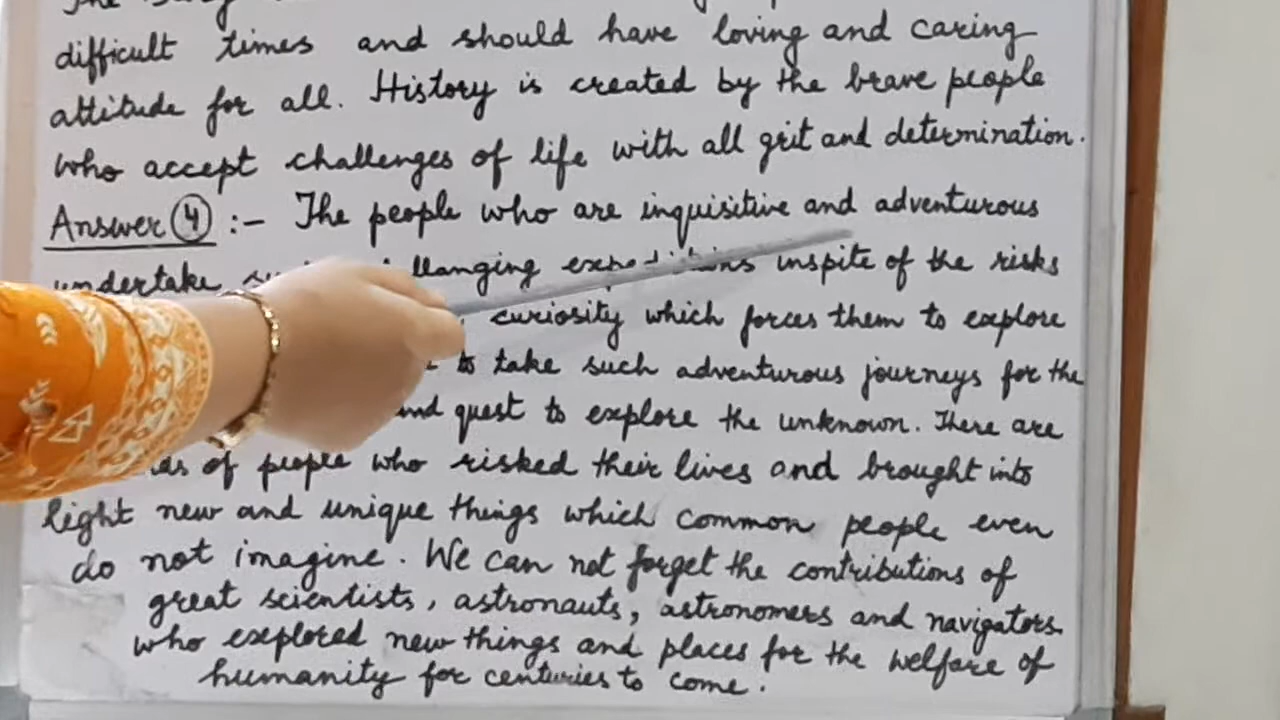 The
difficult times and should have loving and caring
attitude for all. History is created by the brave people
who accept challenges of life with all grit and determination.
Answer 4 :- The people who are inquisitive and adventurous
undertake llanging expeditions inspite of the risks
curiosity which forces them to explore
to take such adventurous journeys for the
and quest to explore the unknown. There are
of people who risked their lives and brought into
light new and unique things which common people even
do not imagine. We can not forget the contributions of
great scientists, astronauts, astronomers and navigators
who explored new things and places for the welfare of
humanity for centuries to come.